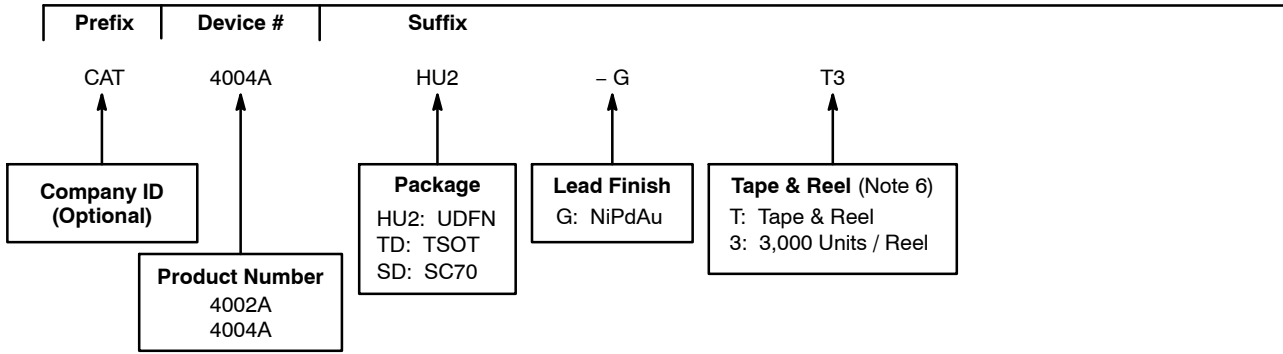 Prefix Device # Suffix
CAT 4004A HU2 – G T3
Company ID
(Optional)
Product Number
4002A
4004A
Package
HU2: UDFN
TD: TSOT
SD: SC70
Lead Finish
G: NiPdAu
Tape & Reel (Note 6)
T: Tape & Reel
3: 3,000 Units / Reel